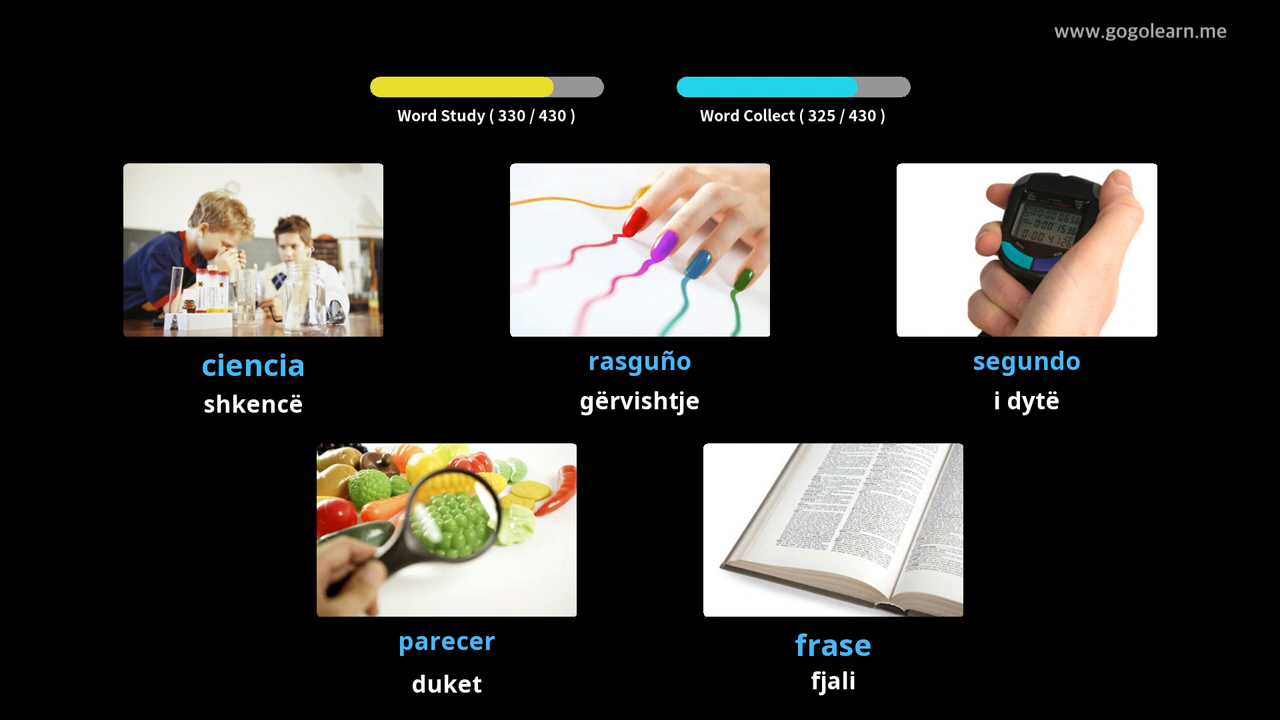 www.gogolearn.me
Word Study ( 330 / 430 )
Word Collect ( 325 / 430 )
ciencia
shkencë
rasguño
gërvishtje
segundo
i dytë
parecer
duket
frase
fjali